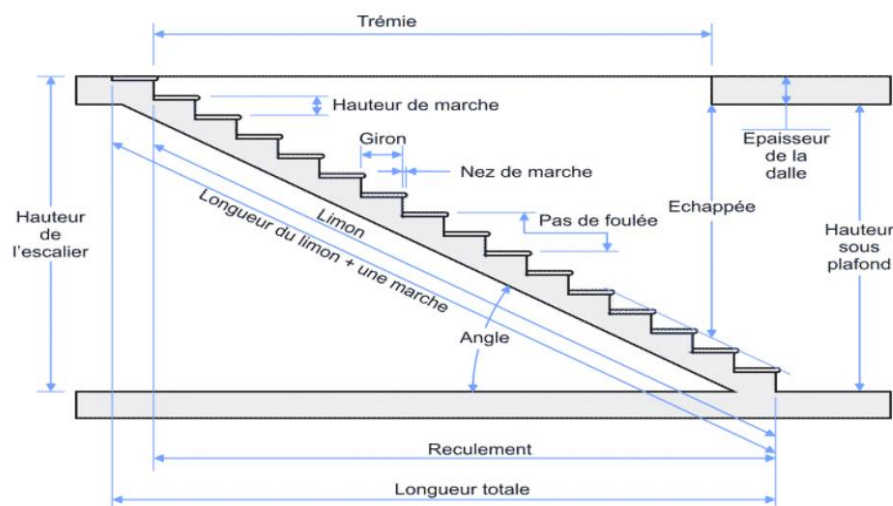 Trémie
Hauteur de marche
Giron
Nez de marche
Epaisseur
de la
dalle
Pas de foulée
Echappée
Hauteur
de
l'escalier
Hauteur
sous
plafond
Limon
Longueur du limon + une marche
Angle
Reculement
Longueur totale